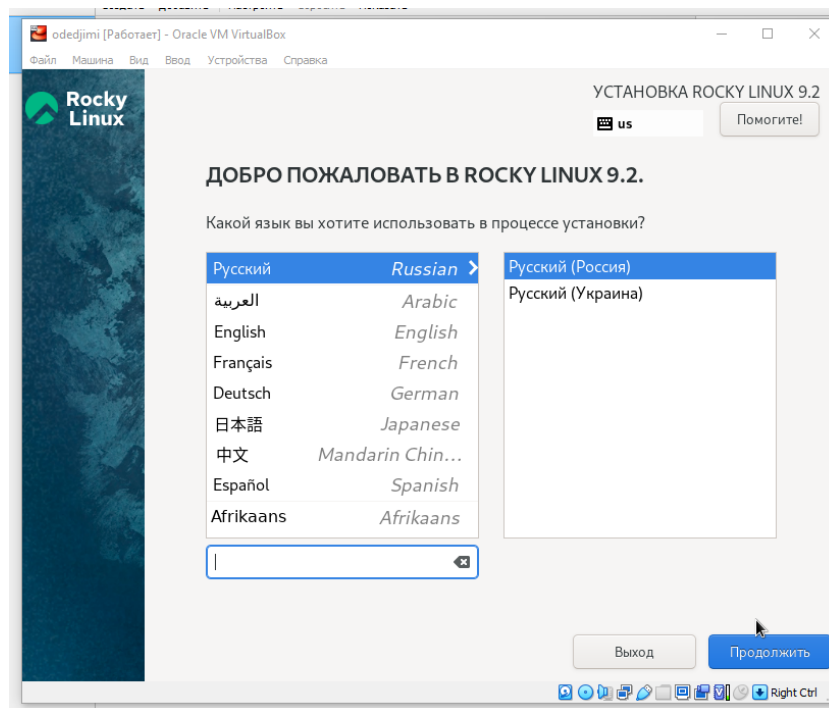 odedjimi [Работает] - Oracle VM VirtualBox
Файл Машина Вид Ввод Устройства Справка
Rocky
Linux
УСТАНОВКА ROCKY LINUX 9.2
us
Помогите!
ДОБРО ПОЖАЛОВАТЬ В ROCKY LINUX 9.2.
Какой язык вы хотите использовать в процессе установки?
Русский Russian
العربية Arabic
English English
Français French
Deutsch German
日本語 Japanese
中文 Mandarin Chin...
Español Spanish
Afrikaans Afrikaans
Русский (Россия)
Русский (Украина)
Выход
Продолжить
Right Ctrl